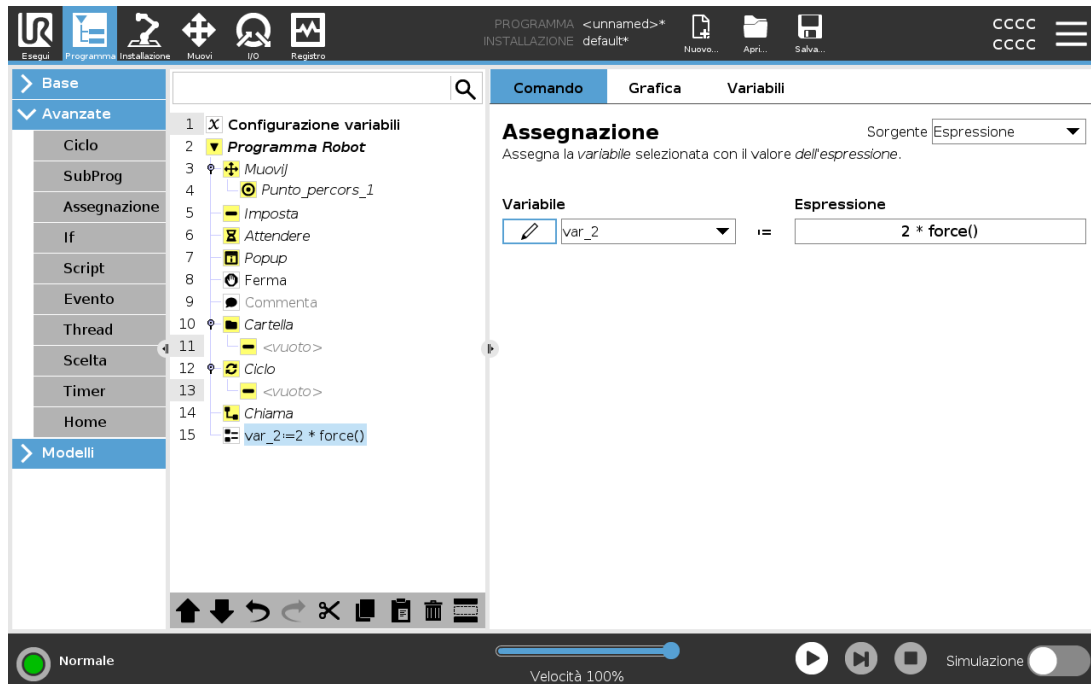 PROGRAMMA <unnamed>*
INSTALLAZIONE default*
CCCC
CCCC
Esegui Programma Installazione Muovi I/O Registro Nuovo... Apri... Salva...
Base
Avanzate
Ciclo
SubProg
Assegnazione
If
Script
Evento
Thread
Scelta
Timer
Home
Modelli
1 X Configurazione variabili
2 Programma Robot
3 MuoviJ
4 Punto_percors_1
5 Imposta
6 Attendere
7 Popup
8 Ferma
9 Commenta
10 Cartella
11 <vuoto>
12 Ciclo
13 <vuoto>
14 Chiama
15 var_2:=2 * force()
Comando Grafica Variabili
Assegnazione Sorgente Espressione
Assegna la variabile selezionata con il valore dell'espressione.
Variabile Espressione
var_2 := 2 * force()
Normale
Velocità 100%
Simulazione